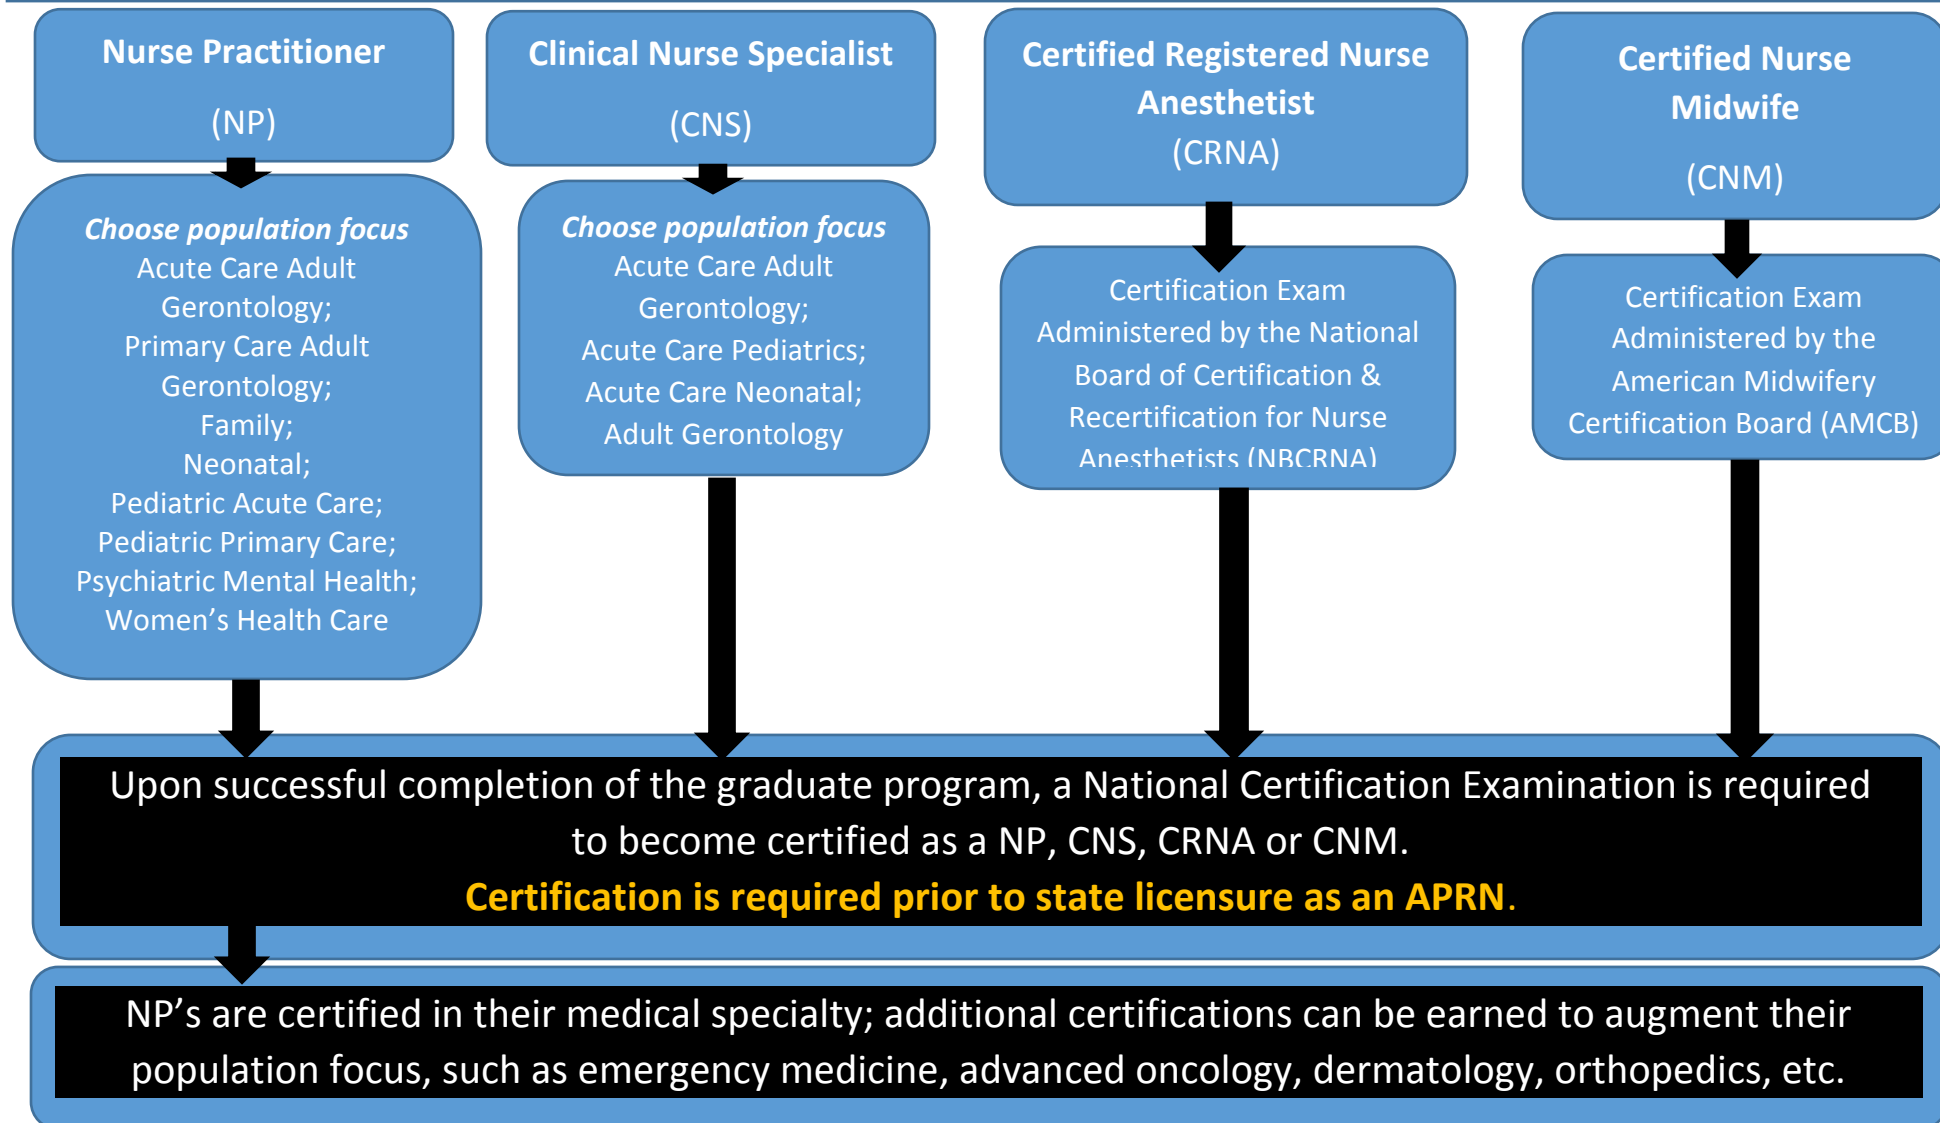 Nurse Practitioner
(NP)
Clinical Nurse Specialist
(CNS)
Certified Registered Nurse
Anesthetist
(CRNA)
Certified Nurse
Midwife
(CNM)
Choose population focus
Acute Care Adult
Gerontology;
Primary Care Adult
Gerontology;
Family;
Neonatal;
Pediatric Acute Care;
Pediatric Primary Care;
Psychiatric Mental Health;
Women’s Health Care
Choose population focus
Acute Care Adult
Gerontology;
Acute Care Pediatrics;
Acute Care Neonatal;
Adult Gerontology
Certification Exam
Administered by the National
Board of Certification &
Recertification for Nurse
Anesthetists (NBCRNA)
Certification Exam
Administered by the
American Midwifery
Certification Board (AMCB)
Upon successful completion of the graduate program, a National Certification Examination is required
to become certified as a NP, CNS, CRNA or CNM.
Certification is required prior to state licensure as an APRN.
NP’s are certified in their medical specialty; additional certifications can be earned to augment their
population focus, such as emergency medicine, advanced oncology, dermatology, orthopedics, etc.